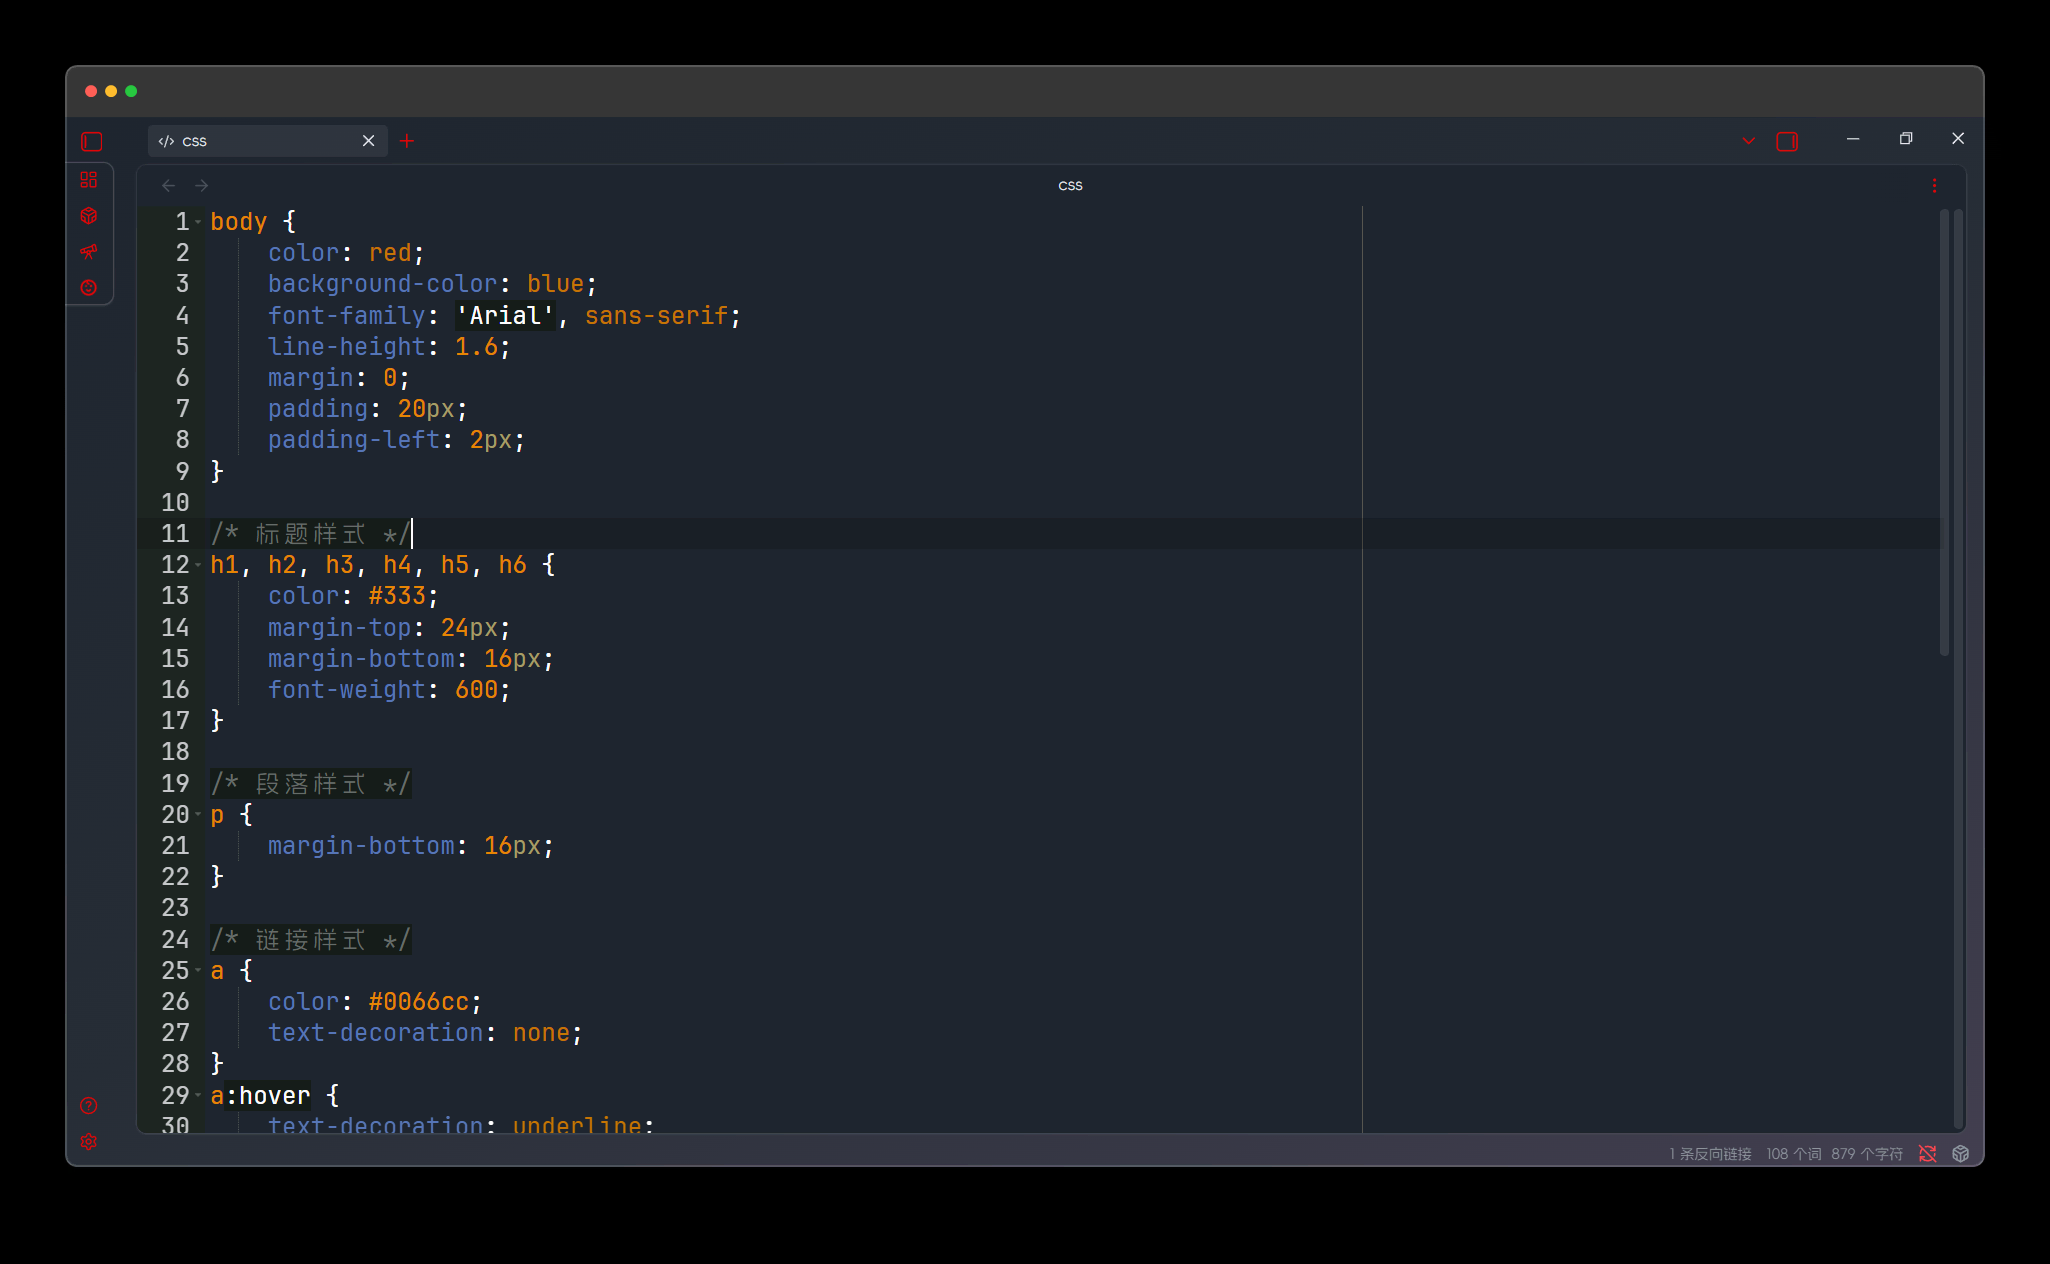 </> css
css
1 body {
2     color: red;
3     background-color: blue;
4     font-family: 'Arial', sans-serif;
5     line-height: 1.6;
6     margin: 0;
7     padding: 20px;
8     padding-left: 2px;
9 }
10
11 /* 标题样式 */
12 h1, h2, h3, h4, h5, h6 {
13     color: #333;
14     margin-top: 24px;
15     margin-bottom: 16px;
16     font-weight: 600;
17 }
18
19 /* 段落样式 */
20 p {
21     margin-bottom: 16px;
22 }
23
24 /* 链接样式 */
25 a {
26     color: #0066cc;
27     text-decoration: none;
28 }
29 a:hover {
30     text-decoration: underline;
1 条反向链接 108 个词 879 个字符